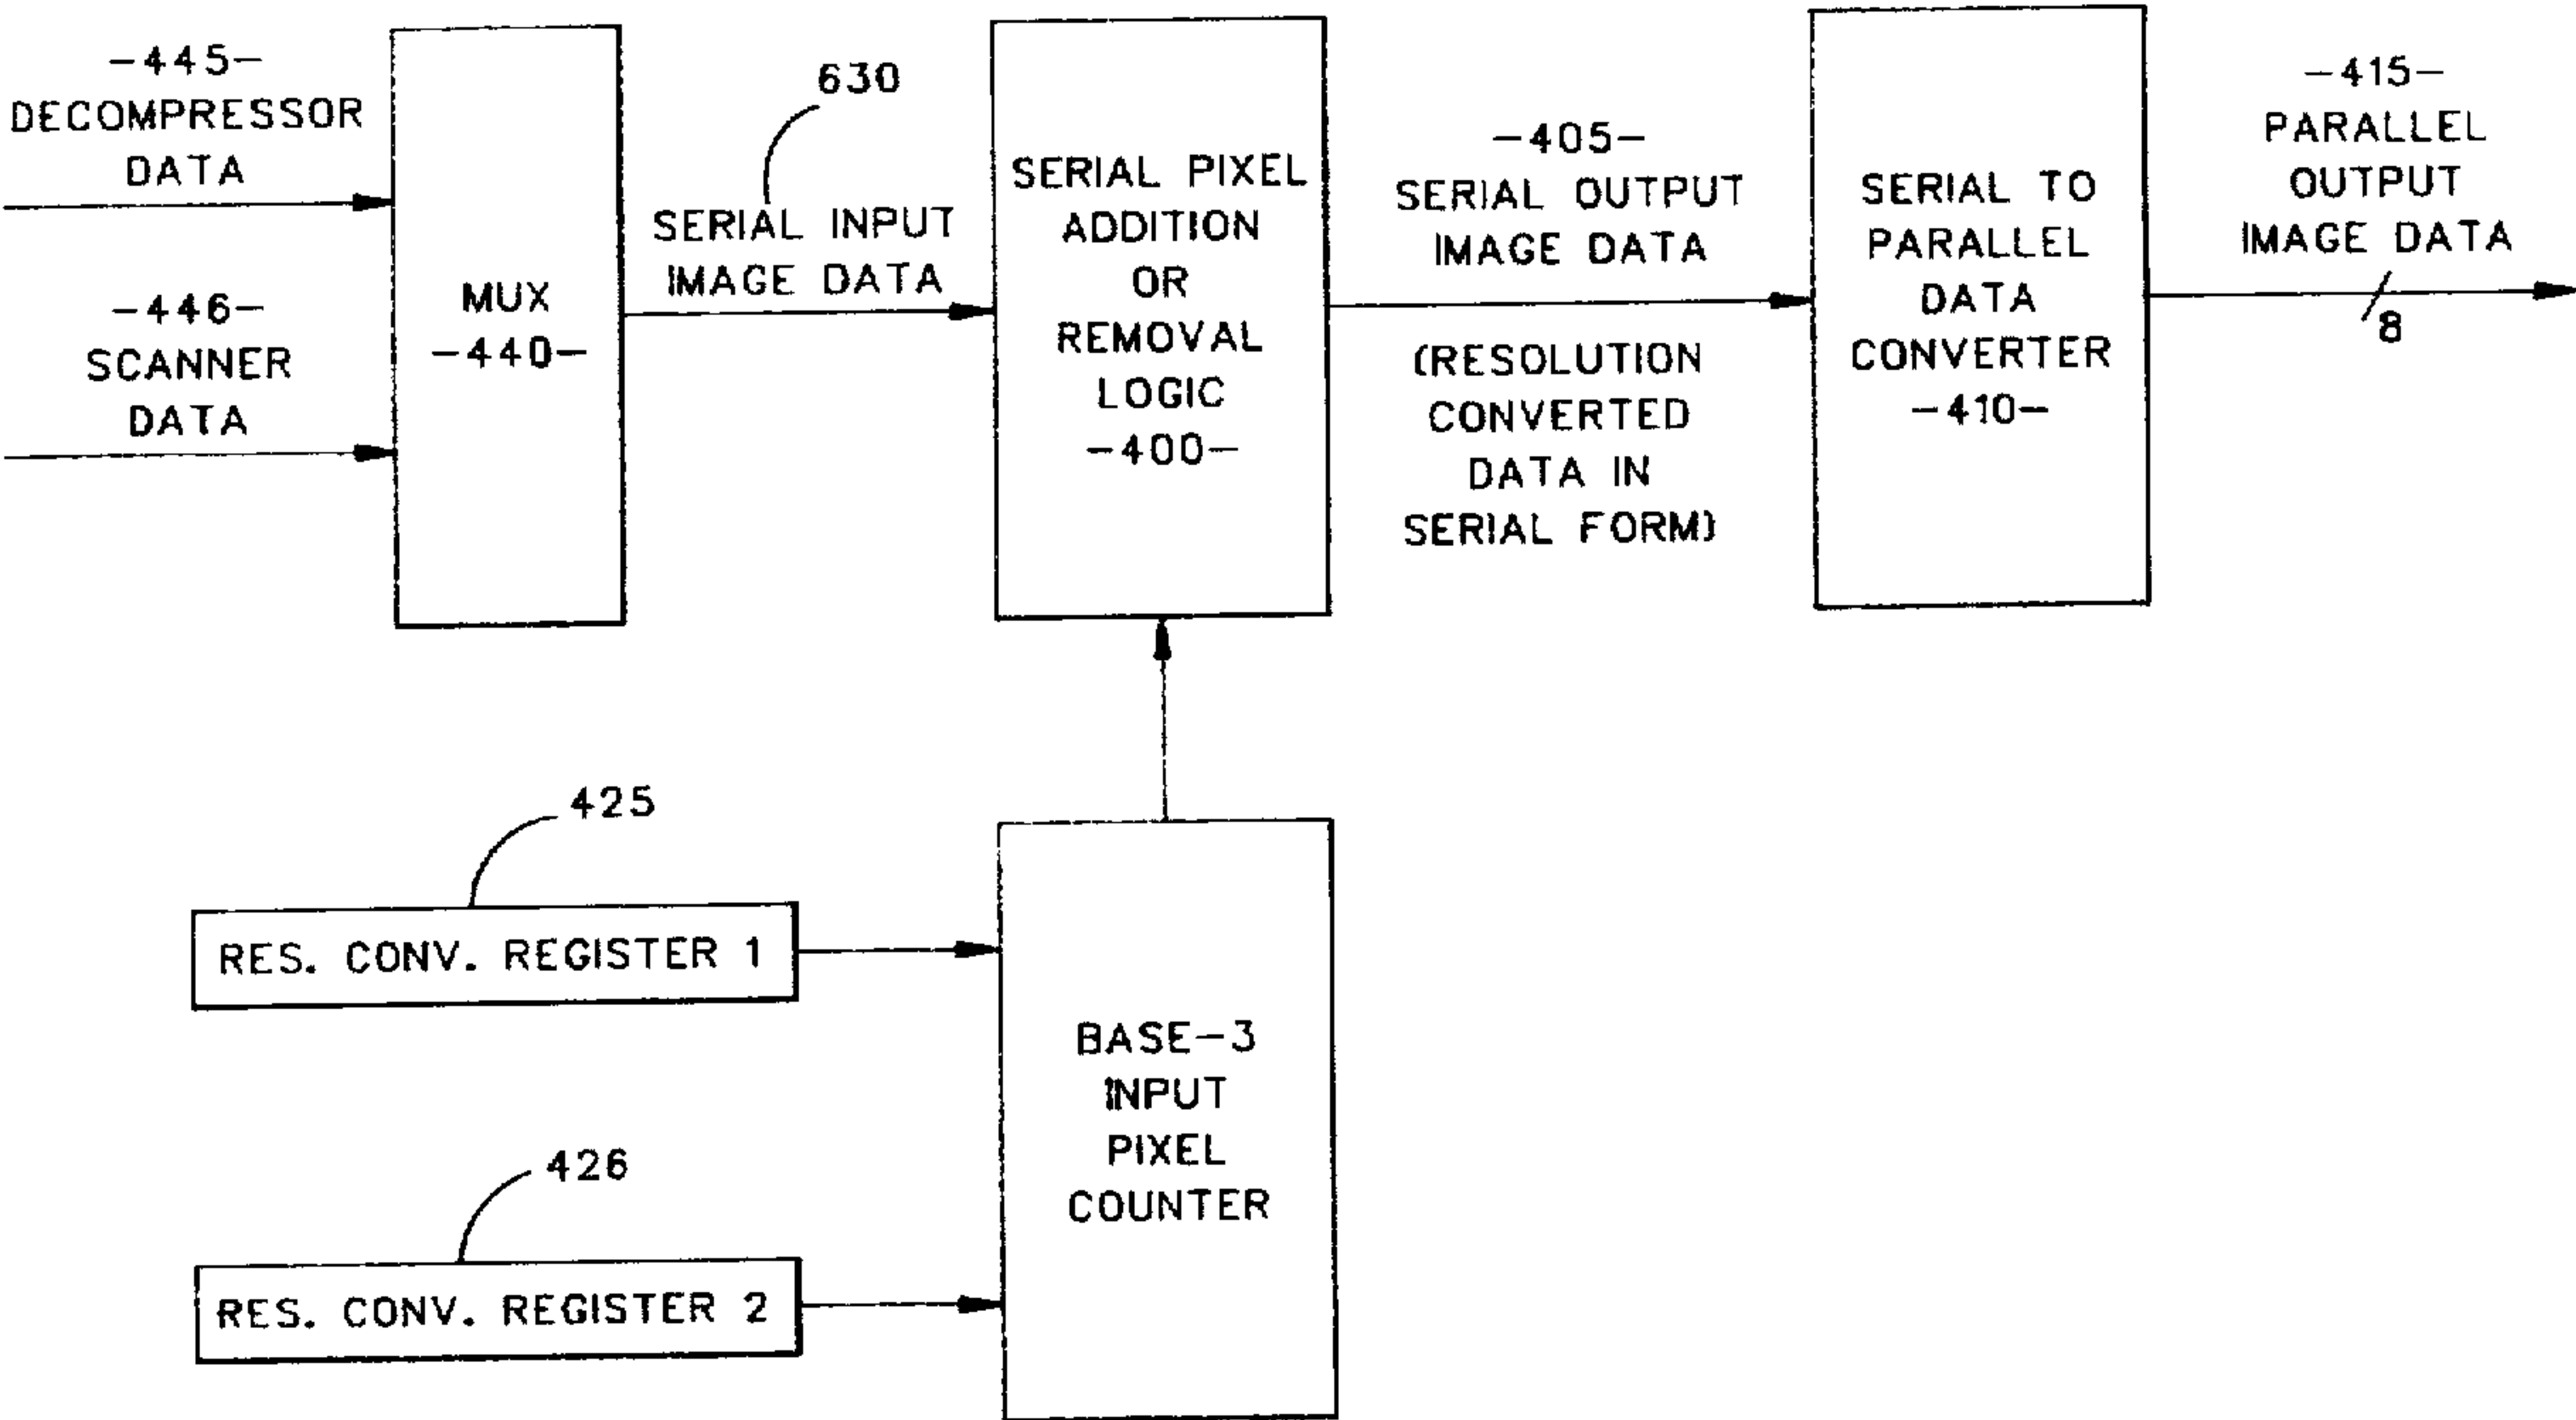 -445-
DECOMPRESSOR
DATA
-446-
SCANNER
DATA
MUX
-440-
630
SERIAL INPUT
IMAGE DATA
SERIAL PIXEL
ADDITION
OR
REMOVAL
LOGIC
-400-
-405-
SERIAL OUTPUT
IMAGE DATA
(RESOLUTION
CONVERTED
DATA IN
SERIAL FORM)
SERIAL TO
PARALLEL
DATA
CONVERTER
-410-
-415-
PARALLEL
OUTPUT
IMAGE DATA
8
425
RES. CONV. REGISTER 1
426
RES. CONV. REGISTER 2
BASE-3
INPUT
PIXEL
COUNTER